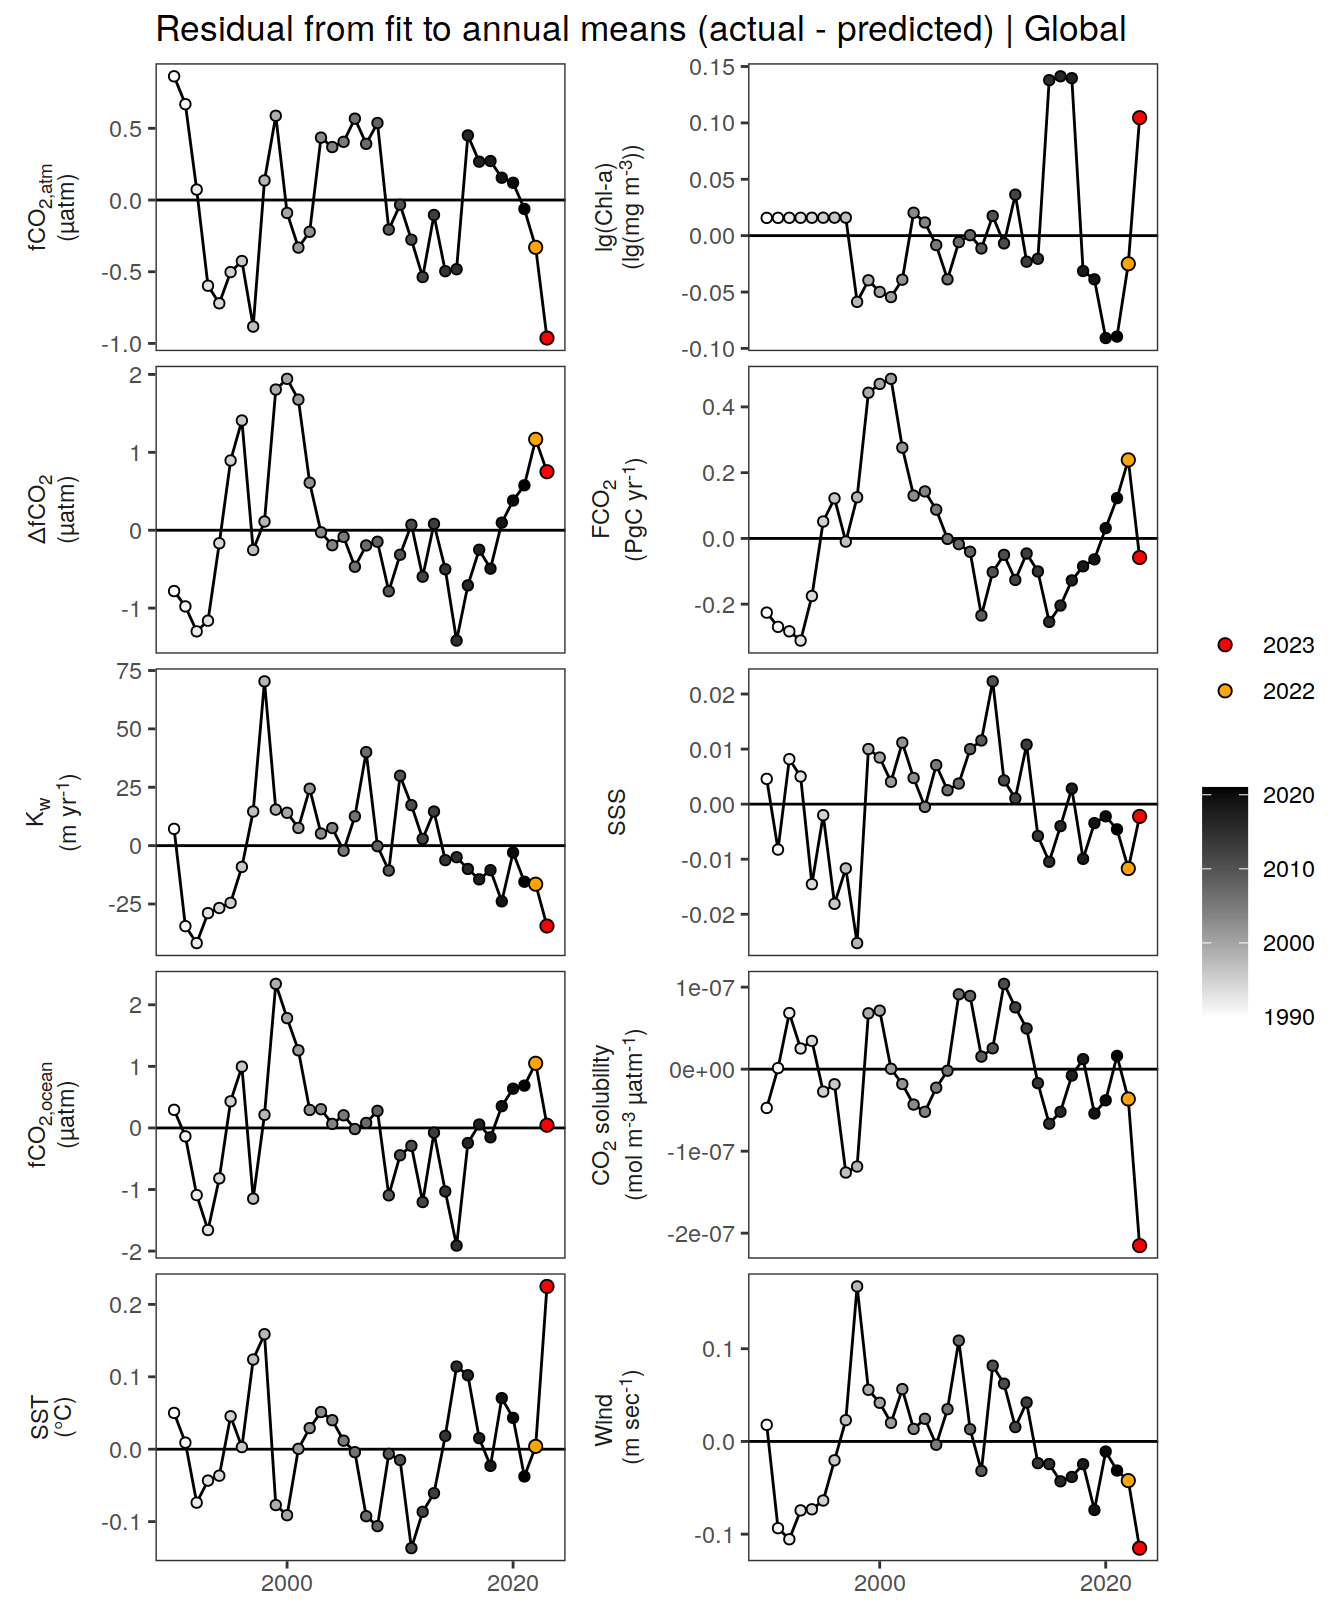 Residual from fit to annual means (actual - predicted) | Global
fCO2,atm
(µatm)
0.5
0.0
-0.5
-1.0
lg(Chl-a)
(lg(mg m-3))
0.15
0.10
0.05
0.00
-0.05
-0.10
ΔfCO2
(µatm)
2
1
0
-1
FCO2
(PgC yr-1)
0.4
0.2
0.0
-0.2
Kw
(m yr-1)
75
50
25
0
-25
SSS
0.02
0.01
0.00
-0.01
-0.02
fCO2,ocean
(µatm)
2
1
0
-1
-2
CO2 solubility
(mol m-3 µatm-1)
1e-07
0e+00
-1e-07
-2e-07
SST
(°C)
0.2
0.1
0.0
-0.1
2000
2020
Wind
(m sec-1)
0.1
0.0
-0.1
2000
2020
2023
2022
2020
2010
2000
1990